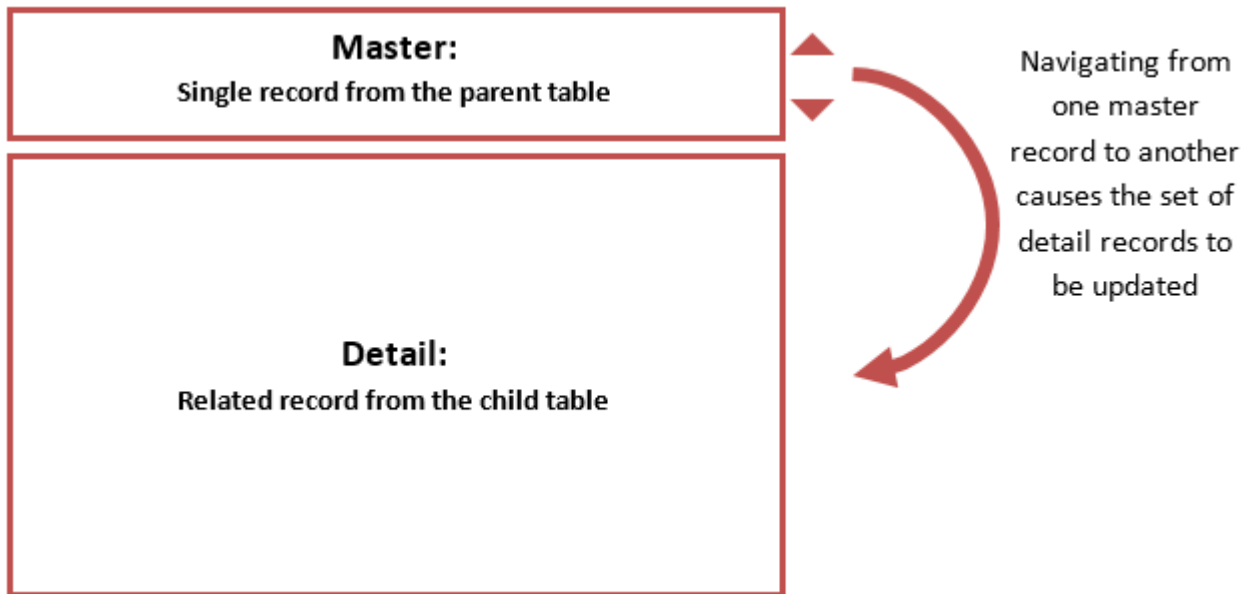 Master:
Single record from the parent table
Navigating from
one master
record to another
causes the set of
detail records to
be updated
Detail:
Related record from the child table